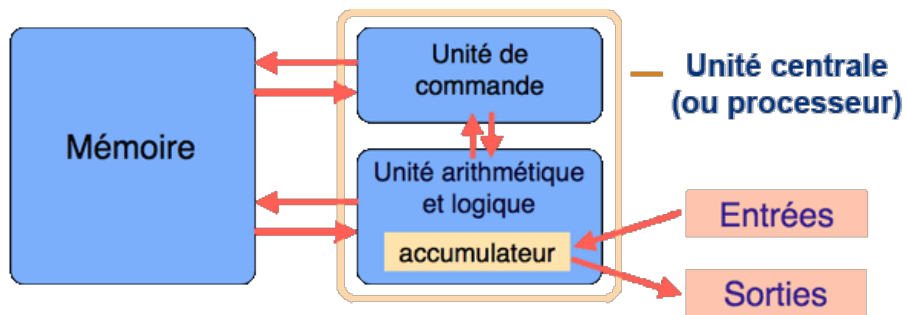 Mémoire
Unité de
commande
Unité arithmétique
et logique
accumulateur
Unité centrale
(ou processeur)
Entrées
Sorties